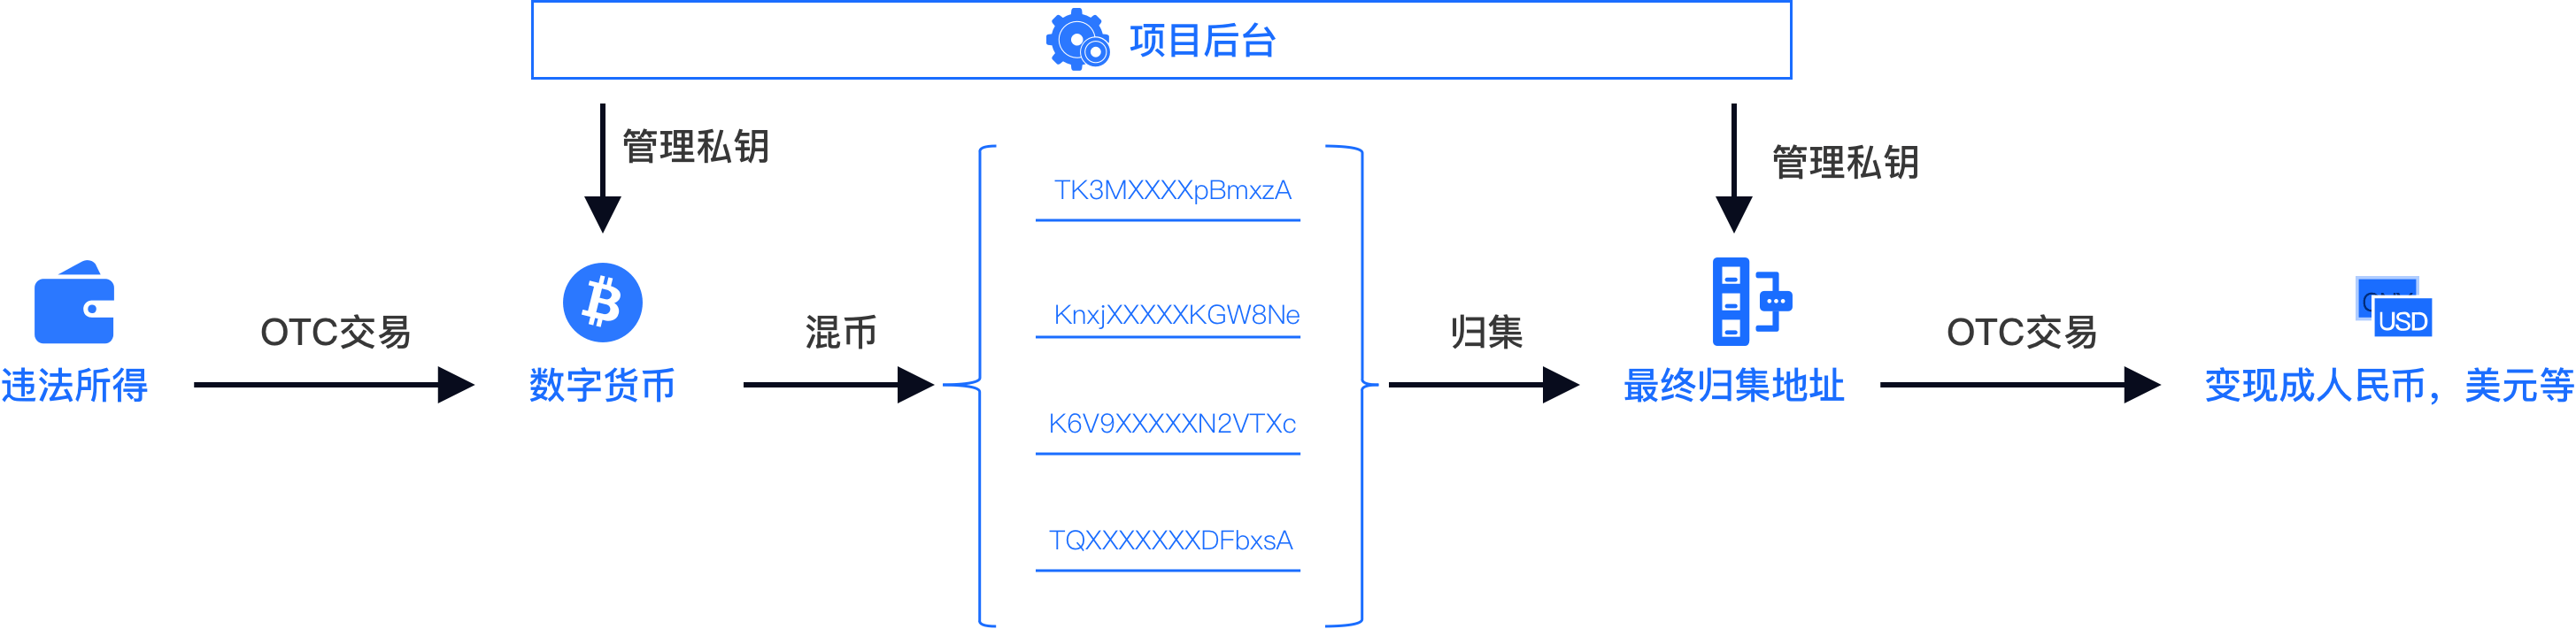 项目后台
管理私钥
管理私钥
TK3MXXXXpBmxzA
KnxjXXXXXKGW8Ne
K6V9XXXXXN2VTXc
TQXXXXXXXDFbxsA
OTC交易
混币
归集
OTC交易
USD
违法所得
数字货币
最终归集地址
变现成人民币，美元等